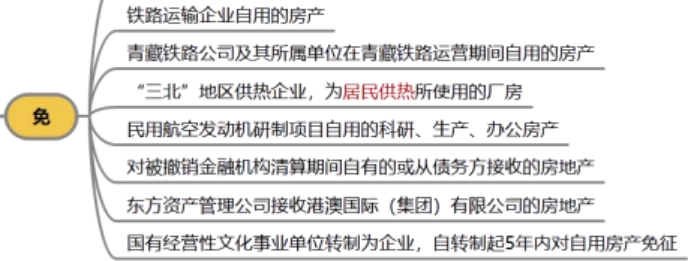 铁路运输企业自用的房产
青藏铁路公司及其所属单位在青藏铁路运营期间自用的房产
“三北”地区供热企业，为居民供热所使用的厂房
免
民用航空发动机研制项目自用的科研、生产、办公房产
对被撤销金融机构清算期间自有的或从债务方接收的房地产
东方资产管理公司接收港澳国际（集团）有限公司的房地产
国有经营性文化事业单位转制为企业，自转制起5年内对自用房产免征